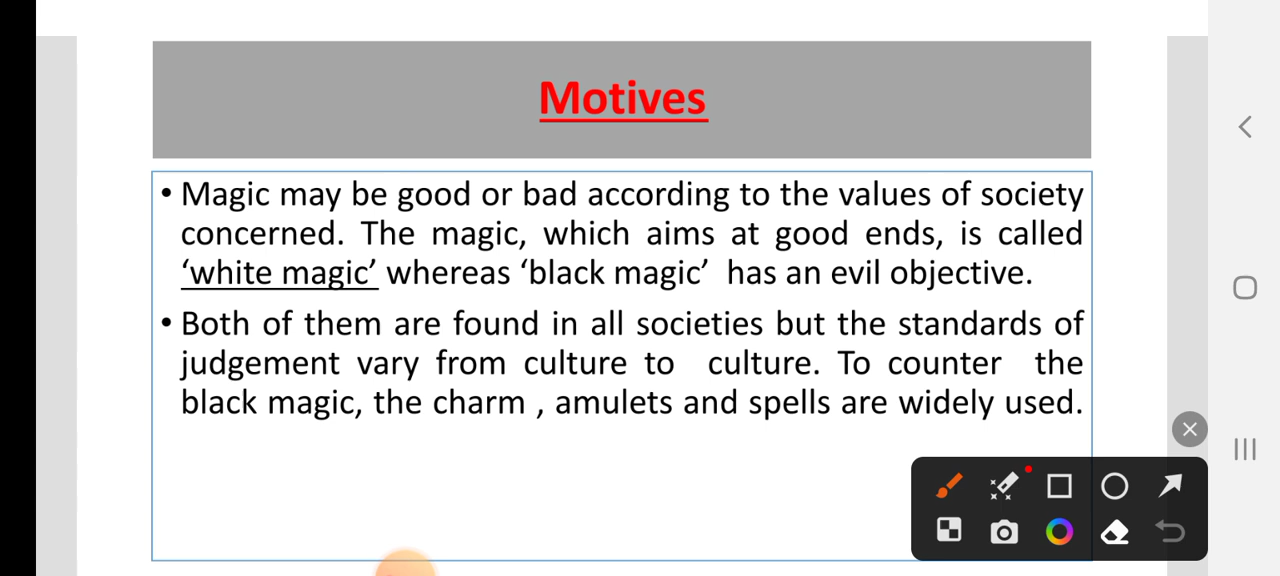 Motives
• Magic may be good or bad according to the values of society
concerned. The magic, which aims at good ends, is called
‘white magic’ whereas ‘black magic’ has an evil objective.
• Both of them are found in all societies but the standards of
judgement vary from culture to culture. To counter the
black magic, the charm , amulets and spells are widely used.